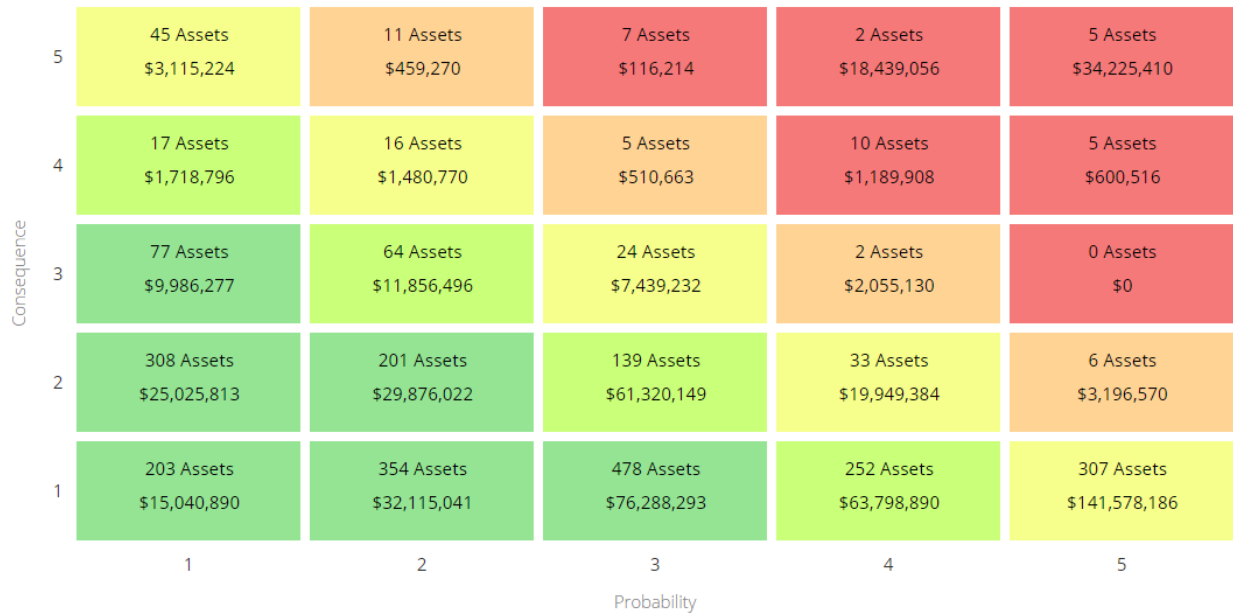 5
45 Assets
$3,115,224
11 Assets
$459,270
7 Assets
$116,214
2 Assets
$18,439,056
5 Assets
$34,225,410
4
17 Assets
$1,718,796
16 Assets
$1,480,770
5 Assets
$510,663
10 Assets
$1,189,908
5 Assets
$600,516
Consequence
3
77 Assets
$9,986,277
64 Assets
$11,856,496
24 Assets
$7,439,232
2 Assets
$2,055,130
0 Assets
$0
2
308 Assets
$25,025,813
201 Assets
$29,876,022
139 Assets
$61,320,149
33 Assets
$19,949,384
6 Assets
$3,196,570
1
203 Assets
$15,040,890
354 Assets
$32,115,041
478 Assets
$76,288,293
252 Assets
$63,798,890
307 Assets
$141,578,186
1
2
3
4
5
Probability